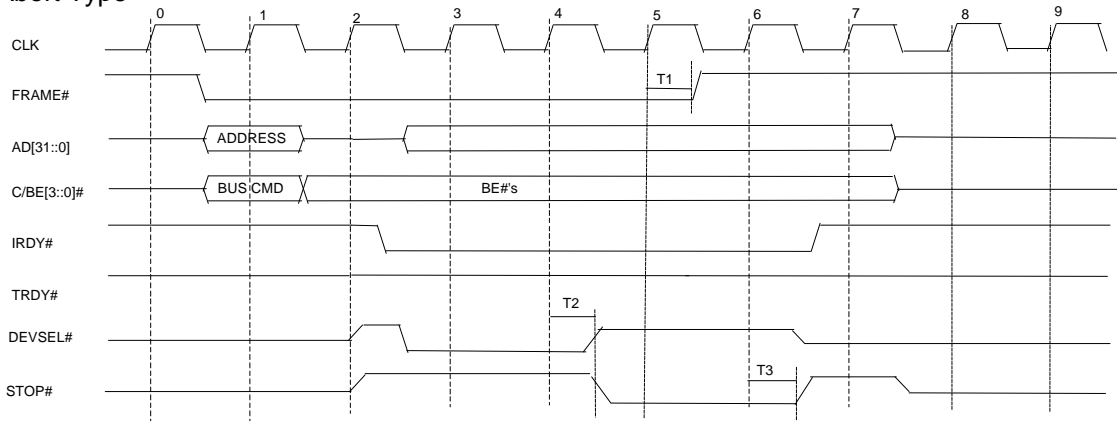 0 1 2 3 4 5 6 7 8 9
CLK
T1
FRAME#
ADDRESS
AD[31::0]
BUS CMD BE#'s
C/BE[3::0]#
IRDY#
TRDY#
T2
DEVSEL#
T3
STOP#